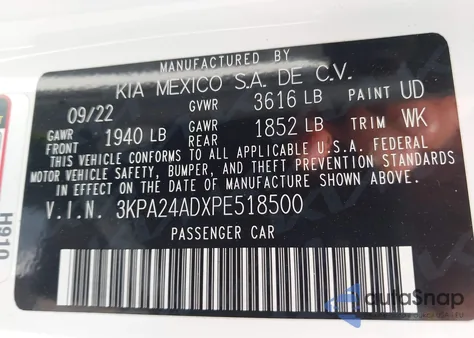 MANUFACTURED BY
KIA MEXICO S.A. DE C.V.
09/22 GVWR 3616 LB PAINT UD
GAWR FRONT 1940 LB GAWR REAR 1852 LB TRIM WK
THIS VEHICLE CONFORMS TO ALL APPLICABLE U.S.A. FEDERAL
MOTOR VEHICLE SAFETY, BUMPER, AND THEFT PREVENTION STANDARDS
IN EFFECT ON THE DATE OF MANUFACTURE SHOWN ABOVE.
V.I.N. 3KPA24ADXPE518500
PASSENGER CAR
H910
autoSnap